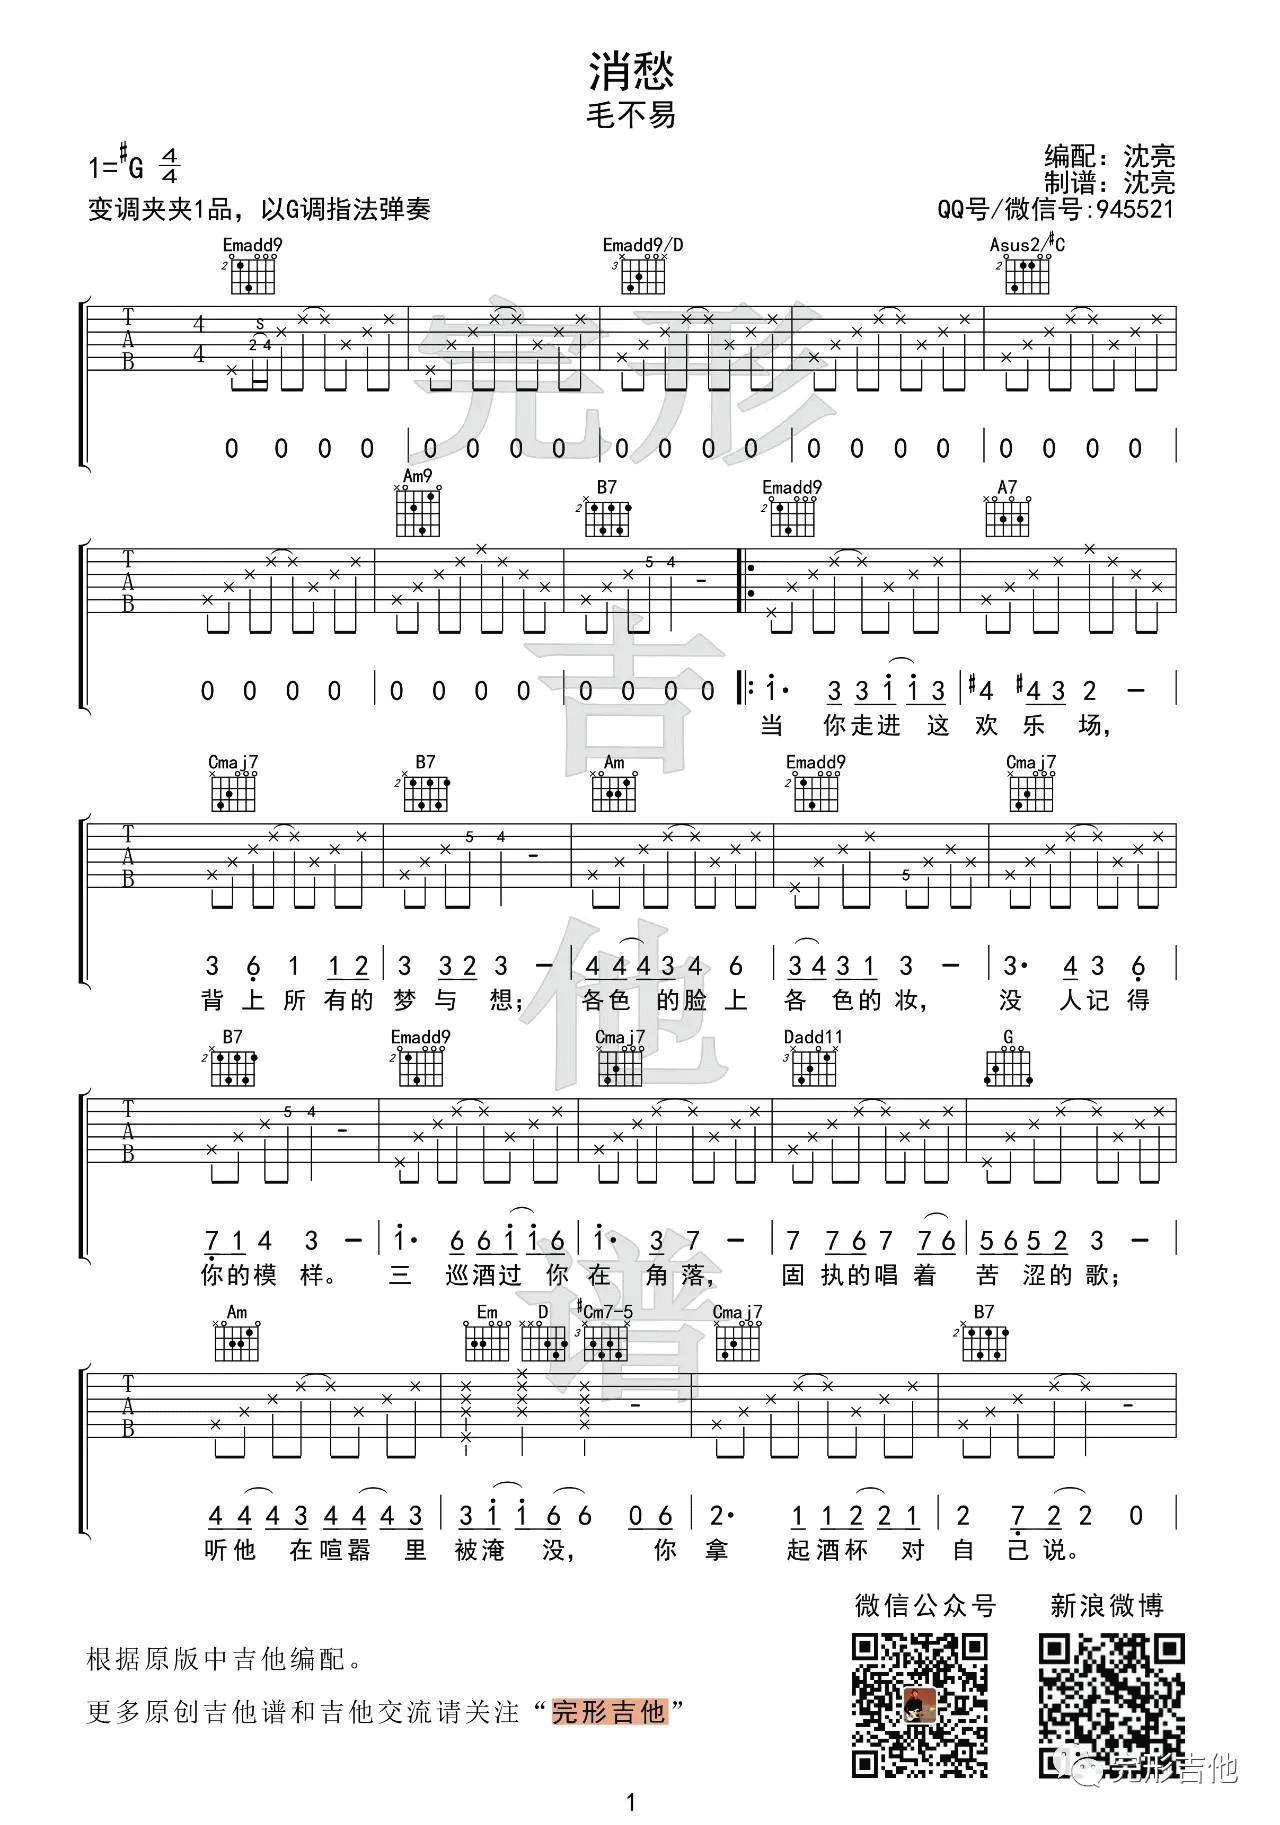 消愁
毛不易
1=#G 4/4
编配：沈亮
制谱：沈亮
变调夹夹1品，以G调指法弹奏
QQ号/微信号:945521
Emadd9 Emadd9/D Asus2/#C
2 3 2
T A B 4 4 S 2 4
0 0 0 0 | 0 0 0 0 | 0 0 0 0 | 0 0 0 0 | 0 0 0 0 |
Am9 B7 Emadd9 A7
2 2
T A B 5 4 -
0 0 0 0 | 0 0 0 0 | 0 0 0 0 |: i· 3 3 i i 3 | #4 #4 3 2 - |
当 你走进 这 欢 乐 场，
Cmaj7 B7 Am Emadd9 Cmaj7
2 2
T A B 5 4 - 5
3 6 1 1 2 | 3 3 2 3 - | 4 4 4 3 4 6 | 3 4 3 1 3 - | 3· 4 3 6
背 上 所 有的 梦 与 想； 各色 的脸 上 各 色的 妆， 没 人记 得
B7 Emadd9 Cmaj7 Dadd11 G
2 2 2
T A B 5 4 -
7 1 4 3 - | i· 6 6 i i 6 | i· 3 7 - | 7 7 6 7 7 6 | 5 6 5 2 3 - |
你的 模 样。 三 巡酒过 你 在 角 落， 固 执的 唱 着 苦 涩的 歌；
Am Em D #Cm7-5 Cmaj7 B7
3 2
T A B - -
4 4 4 3 4 4 4 3 | 3 i i 6 6 0 6 | 2· 1 1 2 2 1 | 2 7 2 2 0 |
听他 在喧嚣 里 被淹 没， 你 拿 起酒杯 对 自 己说。
微信公众号 新浪微博
根据原版中吉他编配。
更多原创吉他谱和吉他交流请关注“完形吉他”
完形吉他
1
完形吉他谱